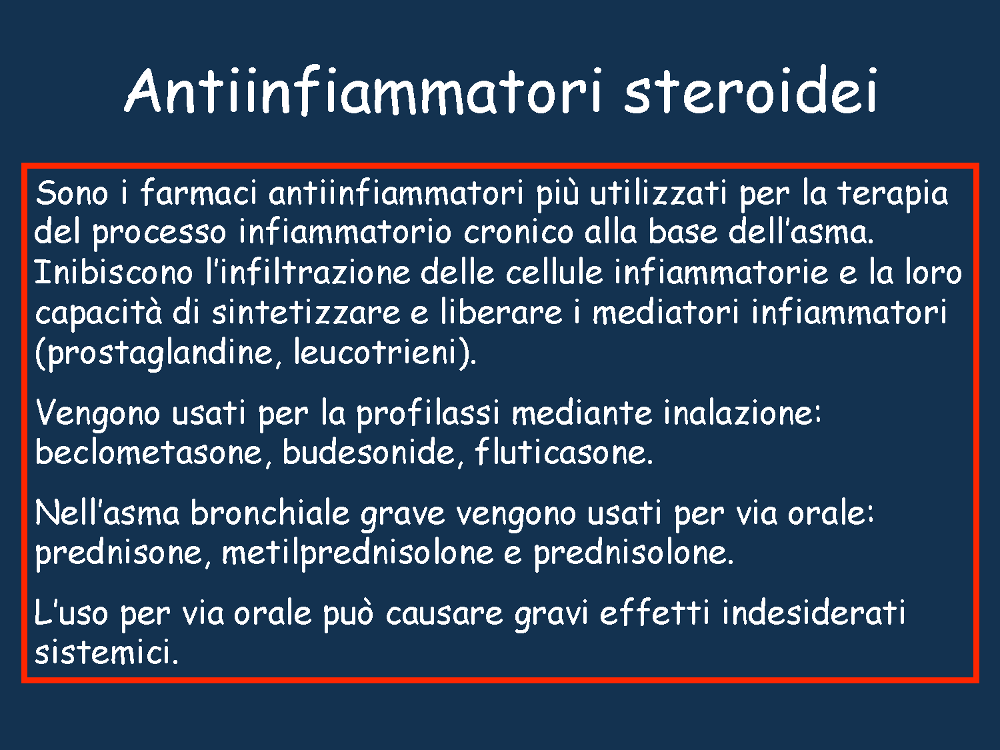 Antiinfiammatori steroidei
Sono i farmaci antiinfiammatori più utilizzati per la terapia
del processo infiammatorio cronico alla base dell’asma.
Inibiscono l’infiltrazione delle cellule infiammatorie e la loro
capacità di sintetizzare e liberare i mediatori infiammatori
(prostaglandine, leucotrieni).
Vengono usati per la profilassi mediante inalazione:
beclometasone, budesonide, fluticasone.
Nell’asma bronchiale grave vengono usati per via orale:
prednisone, metilprednisolone e prednisolone.
L’uso per via orale può causare gravi effetti indesiderati
sistemici.